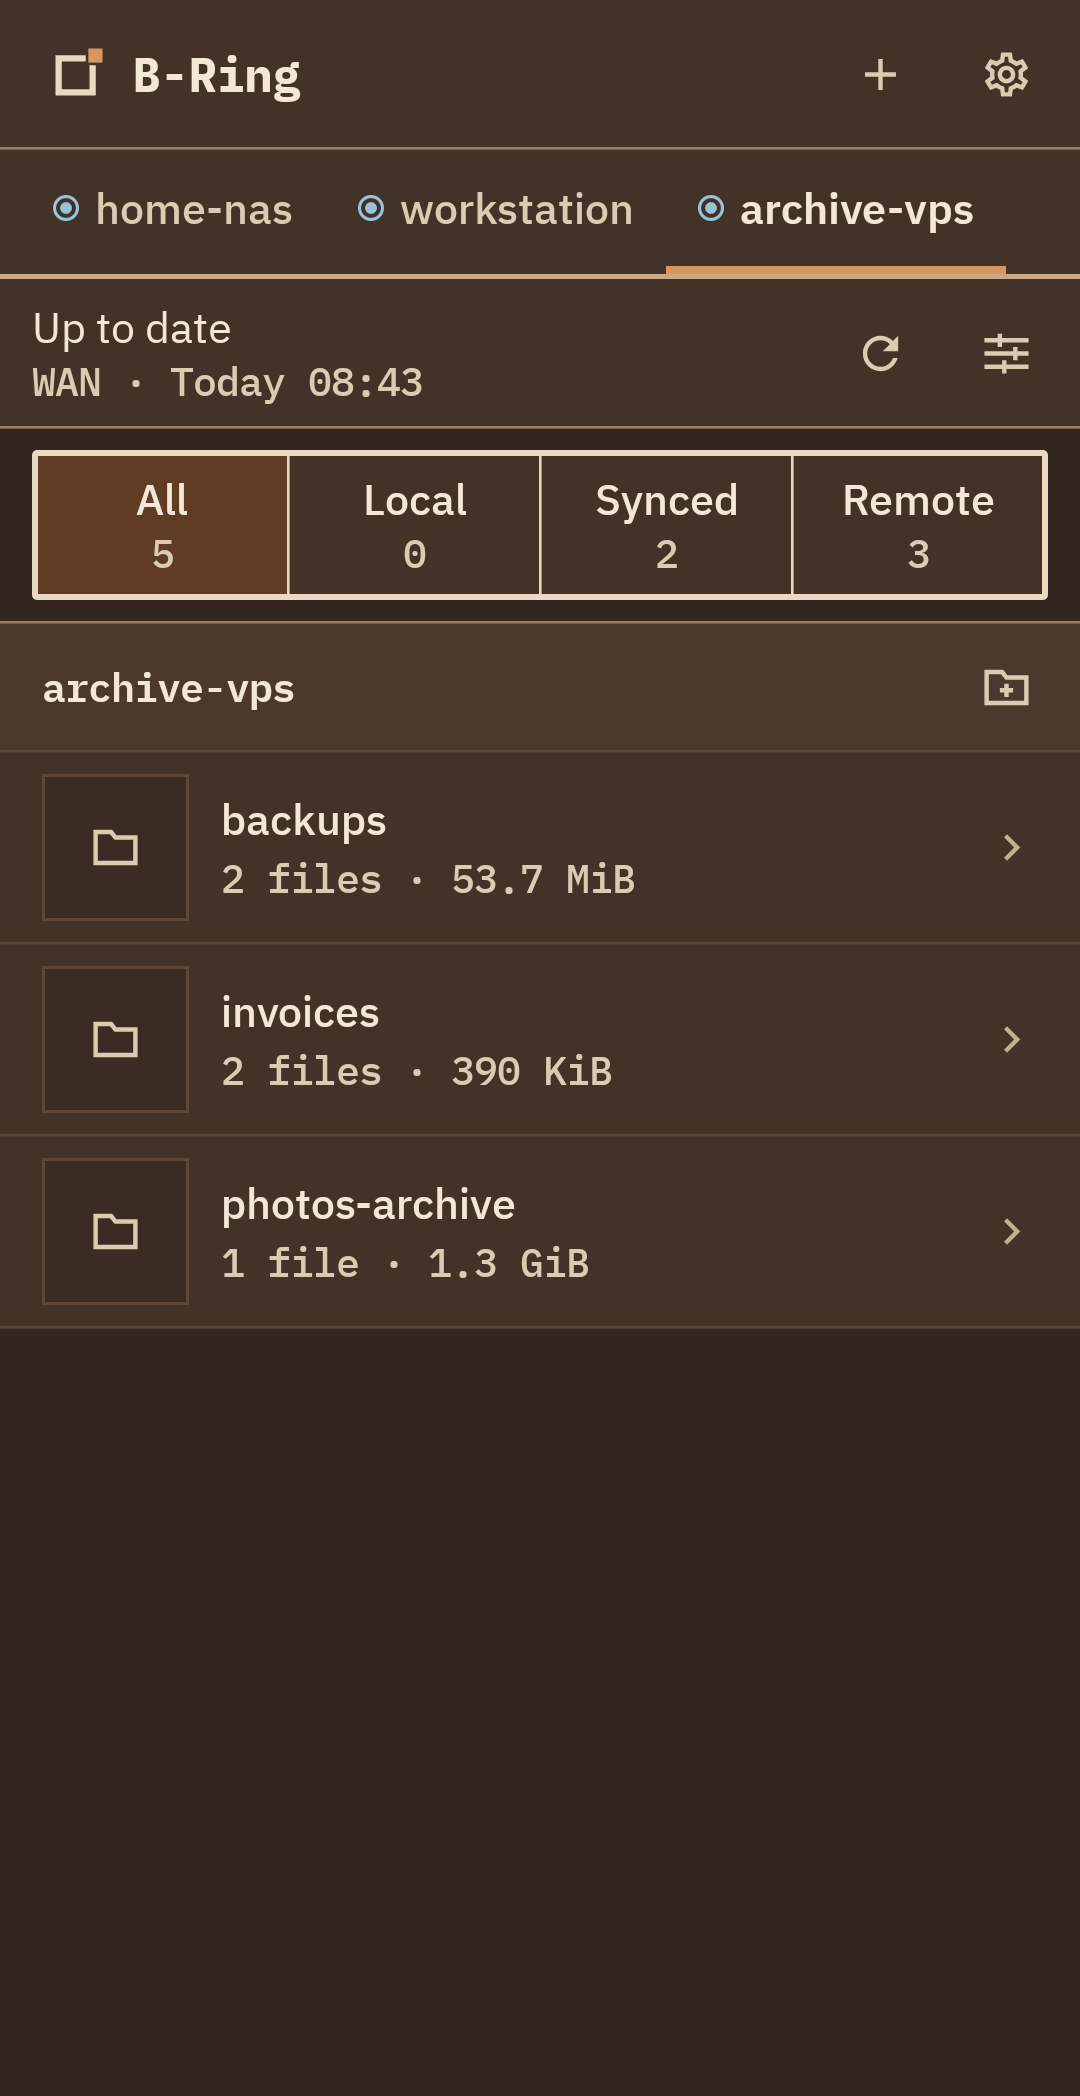 B-Ring
home-nas workstation archive-vps
Up to date
WAN · Today 08:43
All Local Synced Remote
5 0 2 3
archive-vps
backups
2 files · 53.7 MiB
invoices
2 files · 390 KiB
photos-archive
1 file · 1.3 GiB